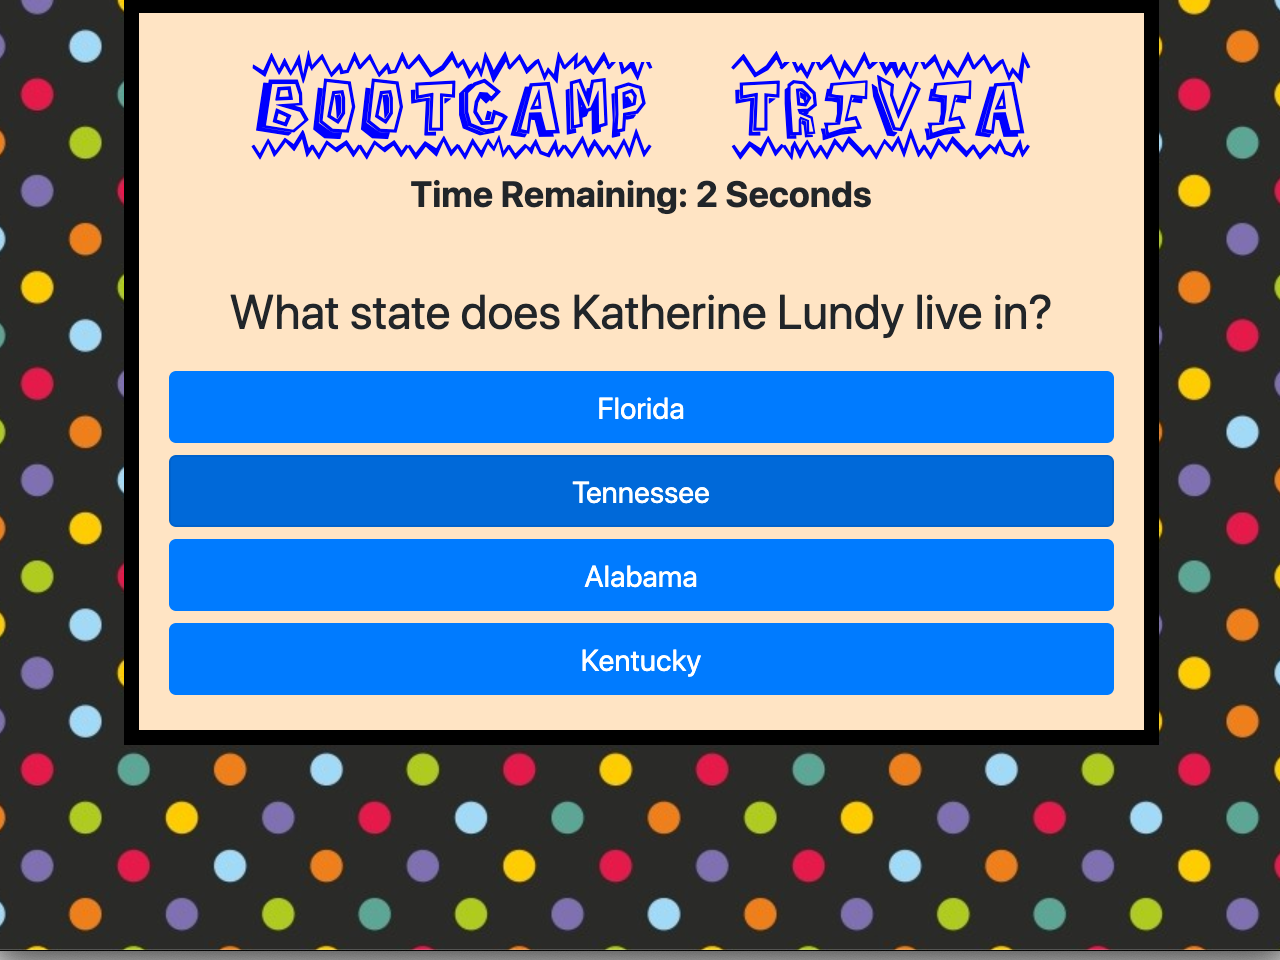 BOOTCAMP TRIVIA
Time Remaining: 2 Seconds
What state does Katherine Lundy live in?
Florida
Tennessee
Alabama
Kentucky